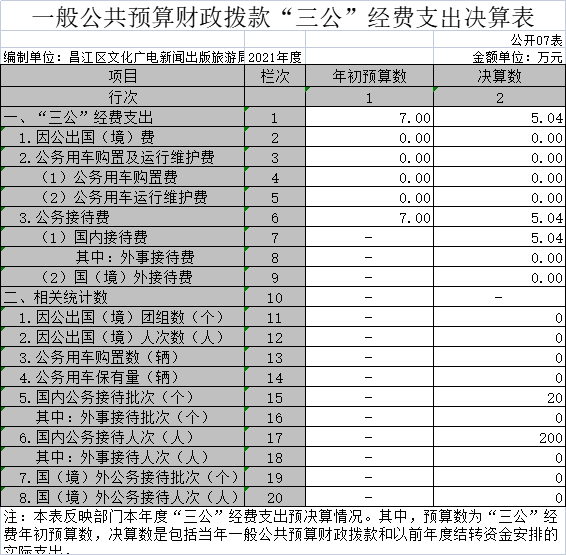 一般公共预算财政拨款“三公”经费支出决算表
公开07表
编制单位：昌江区文化广电新闻出版旅游局 2021年度 金额单位：万元
项目 栏次 年初预算数 决算数
行次 1 2
一、“三公”经费支出 1 7.00 5.04
1.因公出国（境）费 2 0.00 0.00
2.公务用车购置及运行维护费 3 0.00 0.00
（1）公务用车购置费 4 0.00 0.00
（2）公务用车运行维护费 5 0.00 0.00
3.公务接待费 6 7.00 5.04
（1）国内接待费 7 - 5.04
其中：外事接待费 8 - 0.00
（2）国（境）外接待费 9 - 0.00
二、相关统计数 10 - -
1.因公出国（境）团组数（个） 11 - 0
2.因公出国（境）人次数（人） 12 - 0
3.公务用车购置数（辆） 13 - 0
4.公务用车保有量（辆） 14 - 0
5.国内公务接待批次（个） 15 - 20
其中：外事接待批次（个） 16 - 0
6.国内公务接待人次（人） 17 - 200
其中：外事接待人次（人） 18 - 0
7.国（境）外公务接待批次（个） 19 - 0
8.国（境）外公务接待人次（人） 20 - 0
注：本表反映部门本年度“三公”经费支出预决算情况。其中，预算数为“三公”经
费年初预算数，决算数是包括当年一般公共预算财政拨款和以前年度结转资金安排的
实际支出。